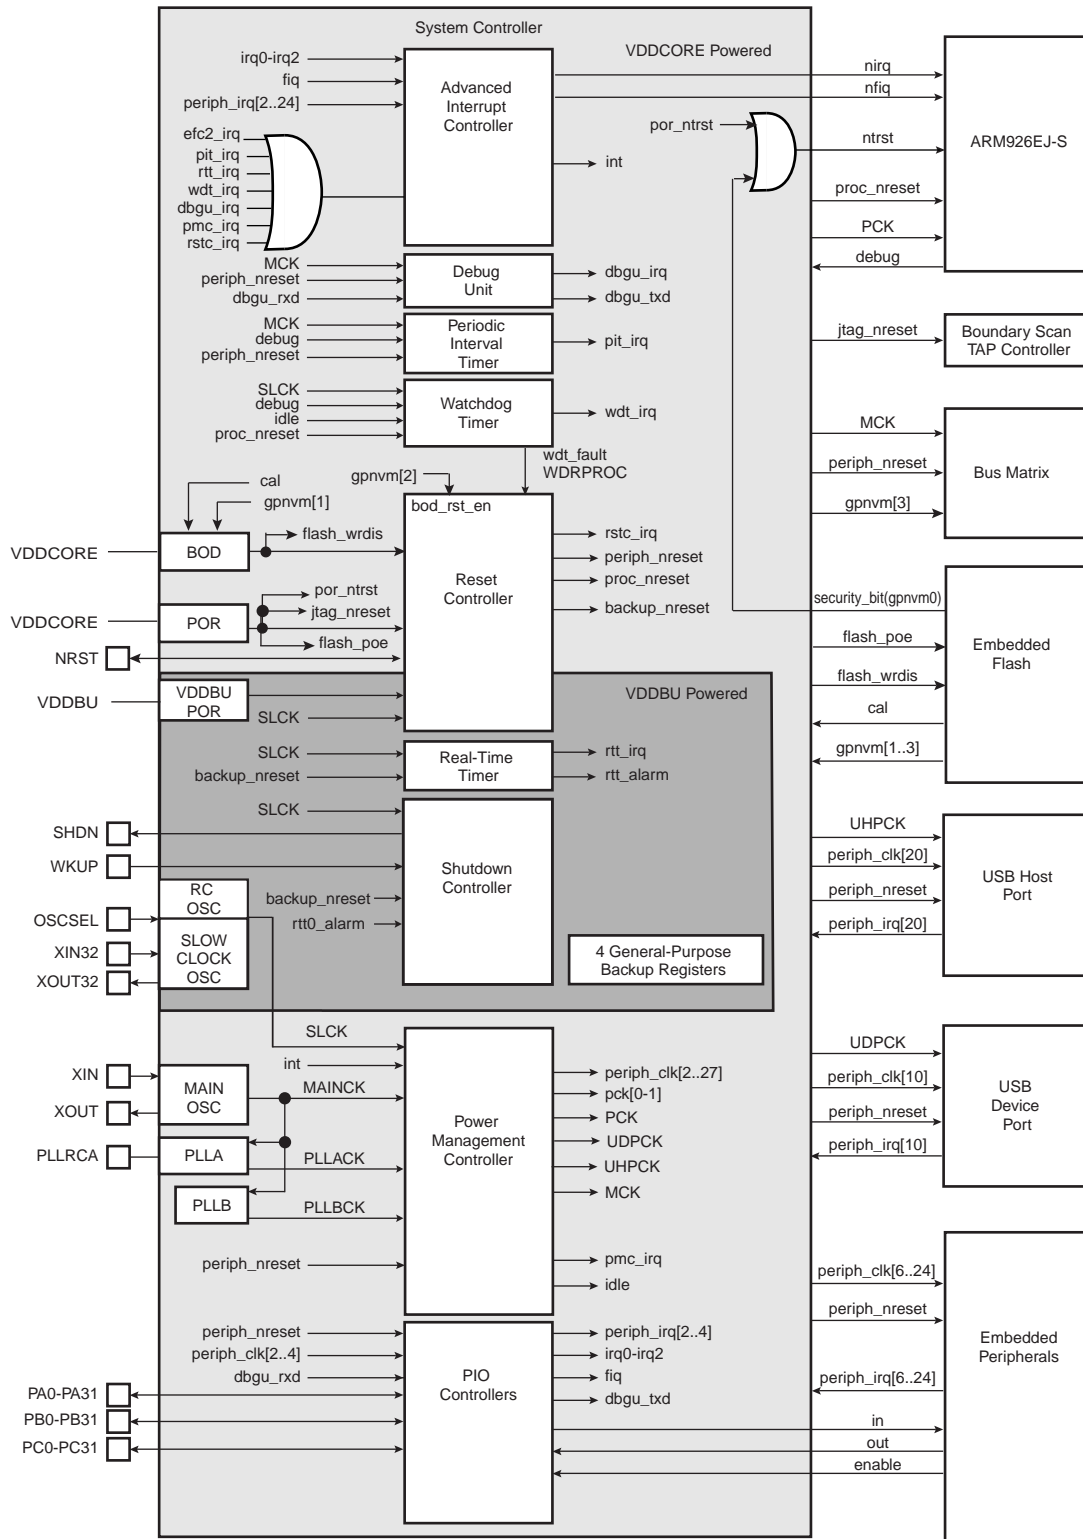 System Controller
VDDCORE Powered
irq0-irq2
fiq
periph_irq[2..24]
Advanced
Interrupt
Controller
int
efc2_irq
pit_irq
rtt_irq
wdt_irq
dbgu_irq
pmc_irq
rstc_irq
por_ntrst
nirq
nfiq
ntrst
proc_nreset
PCK
debug
ARM926EJ-S
MCK
periph_nreset
dbgu_rxd
Debug
Unit
dbgu_irq
dbgu_txd
MCK
debug
periph_nreset
Periodic
Interval
Timer
pit_irq
jtag_nreset
Boundary Scan
TAP Controller
SLCK
debug
idle
proc_nreset
Watchdog
Timer
wdt_irq
wdt_fault
WDRPROC
MCK
periph_nreset
gpnvm[3]
Bus Matrix
gpnvm[2]
cal
gpnvm[1]
bod_rst_en
VDDCORE
BOD
flash_wrdis
Reset
Controller
rstc_irq
periph_nreset
proc_nreset
backup_nreset
VDDCORE
POR
por_ntrst
jtag_nreset
flash_poe
NRST
security_bit(gpnvm0)
flash_poe
flash_wrdis
cal
gpnvm[1..3]
Embedded
Flash
VDDBU
VDDBU
POR
SLCK
VDDBU Powered
SLCK
backup_nreset
Real-Time
Timer
rtt_irq
rtt_alarm
SLCK
SHDN
WKUP
backup_nreset
rtt0_alarm
Shutdown
Controller
4 General-Purpose
Backup Registers
UHPCK
periph_clk[20]
periph_nreset
periph_irq[20]
USB Host
Port
RC
OSC
OSCSEL
XIN32
XOUT32
SLOW
CLOCK
OSC
SLCK
int
XIN
XOUT
MAIN
OSC
MAINCK
PLLRCA
PLLA
PLLACK
PLLB
PLLBCK
periph_nreset
Power
Management
Controller
periph_clk[2..27]
pck[0-1]
PCK
UDPCK
UHPCK
MCK
pmc_irq
idle
UDPCK
periph_clk[10]
periph_nreset
periph_irq[10]
USB
Device
Port
periph_nreset
periph_clk[2..4]
dbgu_rxd
PA0-PA31
PB0-PB31
PC0-PC31
PIO
Controllers
periph_irq[2..4]
irq0-irq2
fiq
dbgu_txd
periph_clk[6..24]
periph_nreset
periph_irq[6..24]
in
out
enable
Embedded
Peripherals